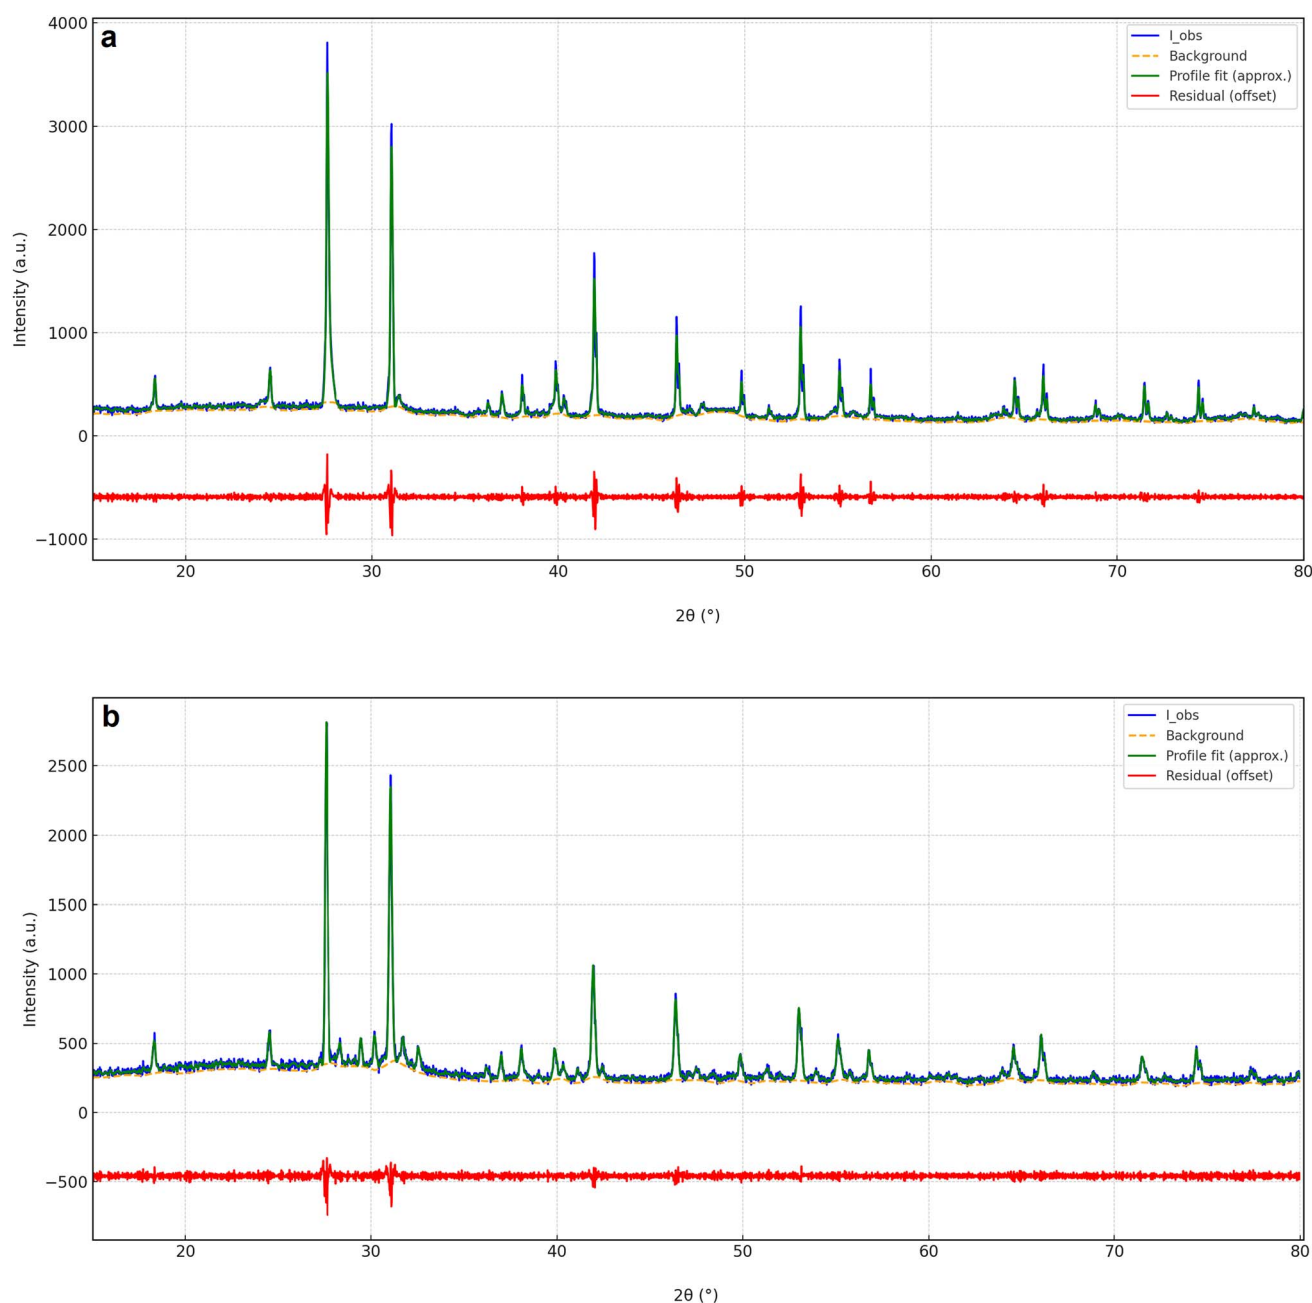 a
4000
3000
2000
1000
0
−1000
Intensity (a.u.)
I_obs
Background
Profile fit (approx.)
Residual (offset)
20 30 40 50 60 70 80
2θ (°)
b
2500
2000
1500
1000
500
0
−500
Intensity (a.u.)
I_obs
Background
Profile fit (approx.)
Residual (offset)
20 30 40 50 60 70 80
2θ (°)